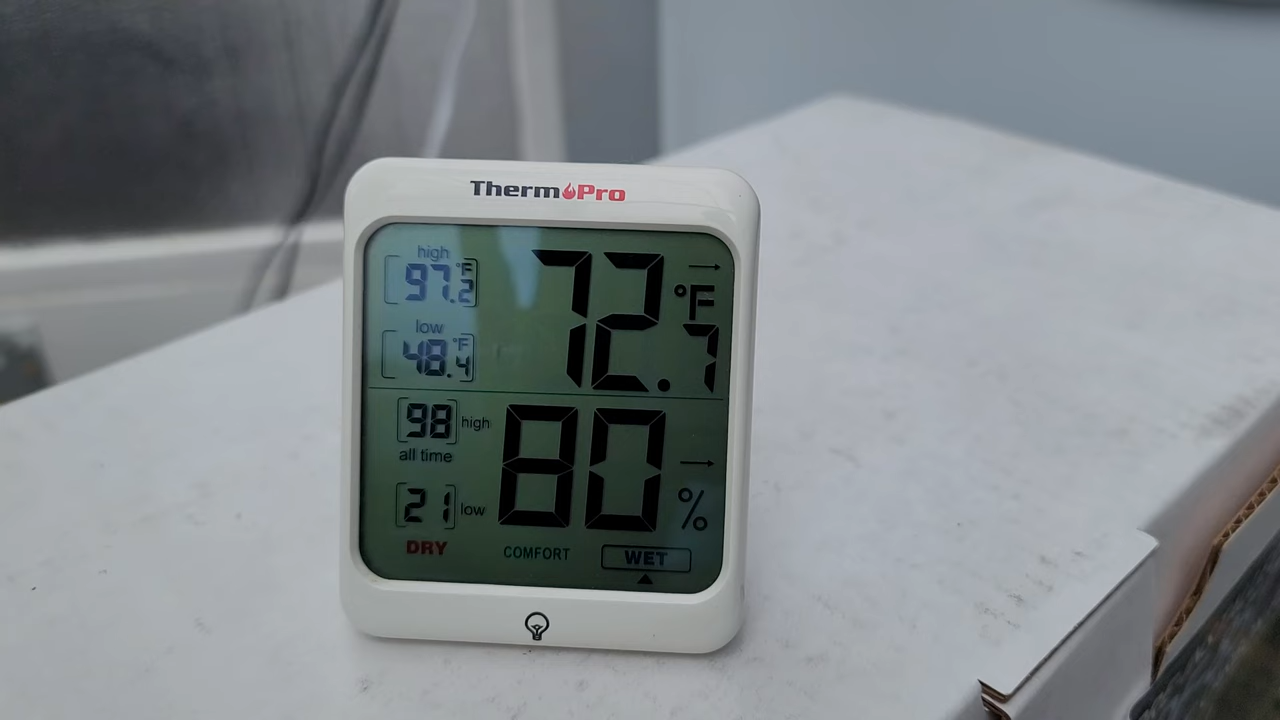 ThermoPro
high
97.2 °F
low
48.4 °F
72.7 °F
98 high
all time
21 low
80 %
DRY COMFORT WET